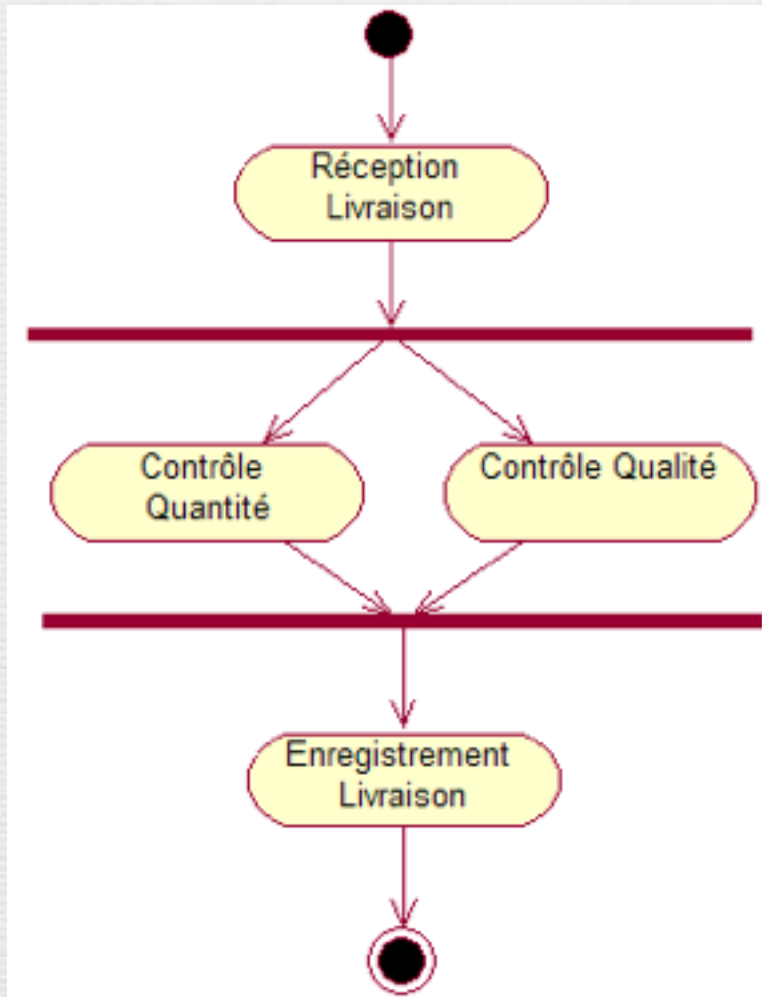 Réception
Livraison
Contrôle
Quantité
Contrôle Qualité
Enregistrement
Livraison